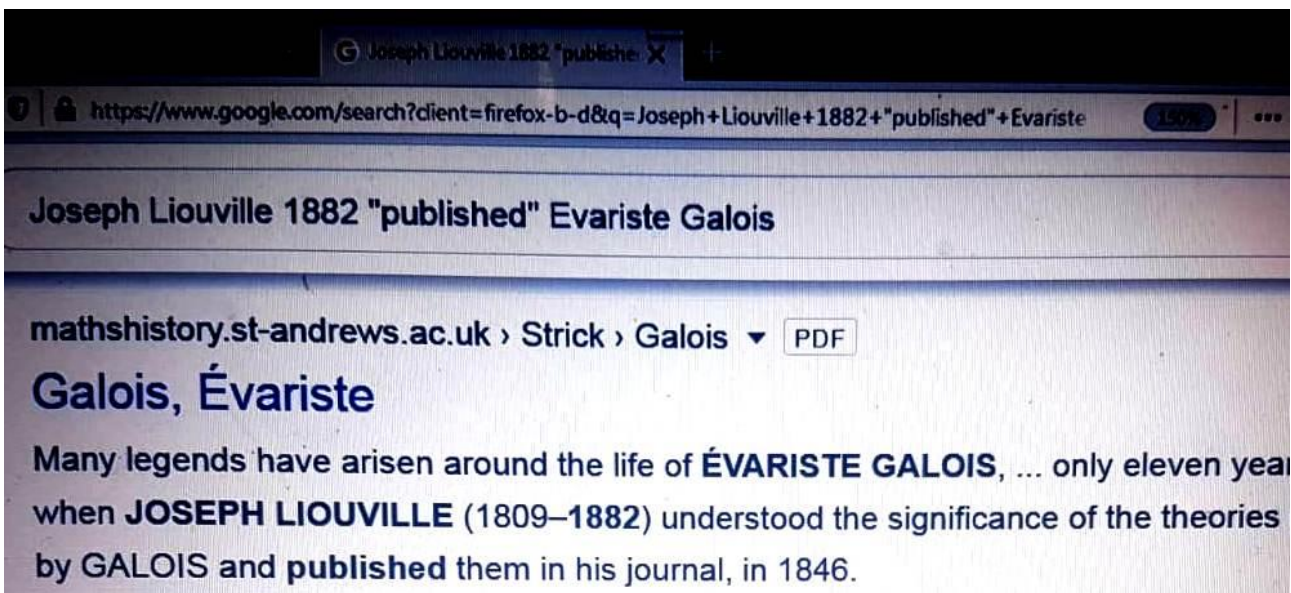 G Joseph Liouville 1882 "publishe X +
https://www.google.com/search?client=firefox-b-d&q=Joseph+Liouville+1882+"published"+Evariste 150% ...
Joseph Liouville 1882 "published" Evariste Galois
mathshistory.st-andrews.ac.uk › Strick › Galois ▼ PDF
Galois, Évariste
Many legends have arisen around the life of ÉVARISTE GALOIS, ... only eleven year
when JOSEPH LIOUVILLE (1809–1882) understood the significance of the theories
by GALOIS and published them in his journal, in 1846.